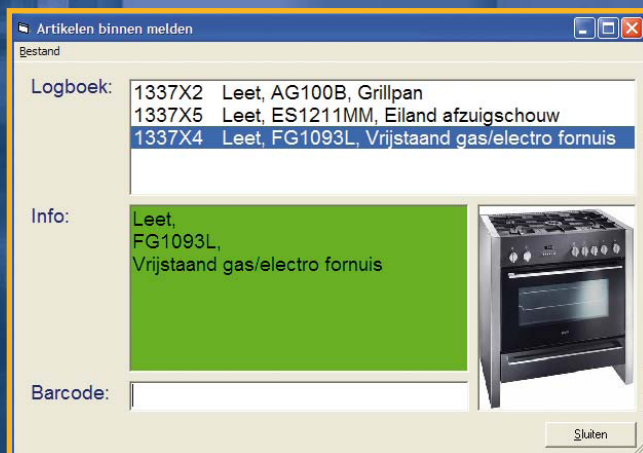 Artikelen binnen melden
Bestand
Logboek:
1337X2 Leet, AG100B, Grillpan
1337X5 Leet, ES1211MM, Eiland afzuigschouw
1337X4 Leet, FG1093L, Vrijstaand gas/electro fornuis
Info:
Leet,
FG1093L,
Vrijstaand gas/electro fornuis
Barcode:
Sluiten